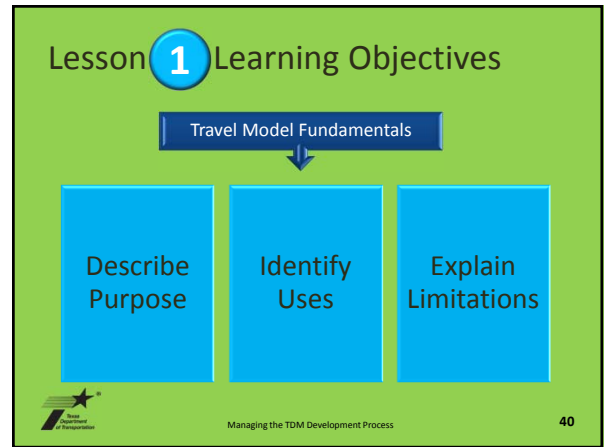 Lesson 1 Learning Objectives
Travel Model Fundamentals
Describe
Purpose
Identify
Uses
Explain
Limitations
Texas
Department
of Transportation
Managing the TDM Development Process
40